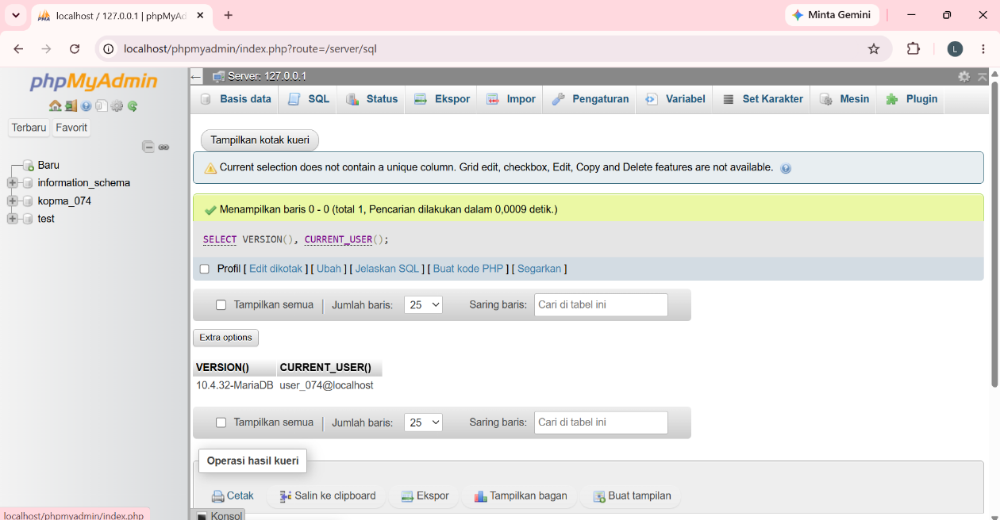 localhost / 127.0.0.1 | phpMyAd
Minta Gemini
localhost/phpmyadmin/index.php?route=/server/sql
L
phpMyAdmin
Terbaru Favorit
Baru
information_schema
kopma_074
test
Server: 127.0.0.1
Basis data SQL Status Ekspor Impor Pengaturan Variabel Set Karakter Mesin Plugin
Tampilkan kotak kueri
Current selection does not contain a unique column. Grid edit, checkbox, Edit, Copy and Delete features are not available.
Menampilkan baris 0 - 0 (total 1, Pencarian dilakukan dalam 0,0009 detik.)
SELECT VERSION(), CURRENT_USER();
Profil [ Edit dikotak ] [ Ubah ] [ Jelaskan SQL ] [ Buat kode PHP ] [ Segarkan ]
Tampilkan semua | Jumlah baris: 25 Saring baris: Cari di tabel ini
Extra options
VERSION() CURRENT_USER()
10.4.32-MariaDB user_074@localhost
Tampilkan semua | Jumlah baris: 25 Saring baris: Cari di tabel ini
Operasi hasil kueri
Cetak Salin ke clipboard Ekspor Tampilkan bagan Buat tampilan
Konsol
localhost/phpmyadmin/index.php